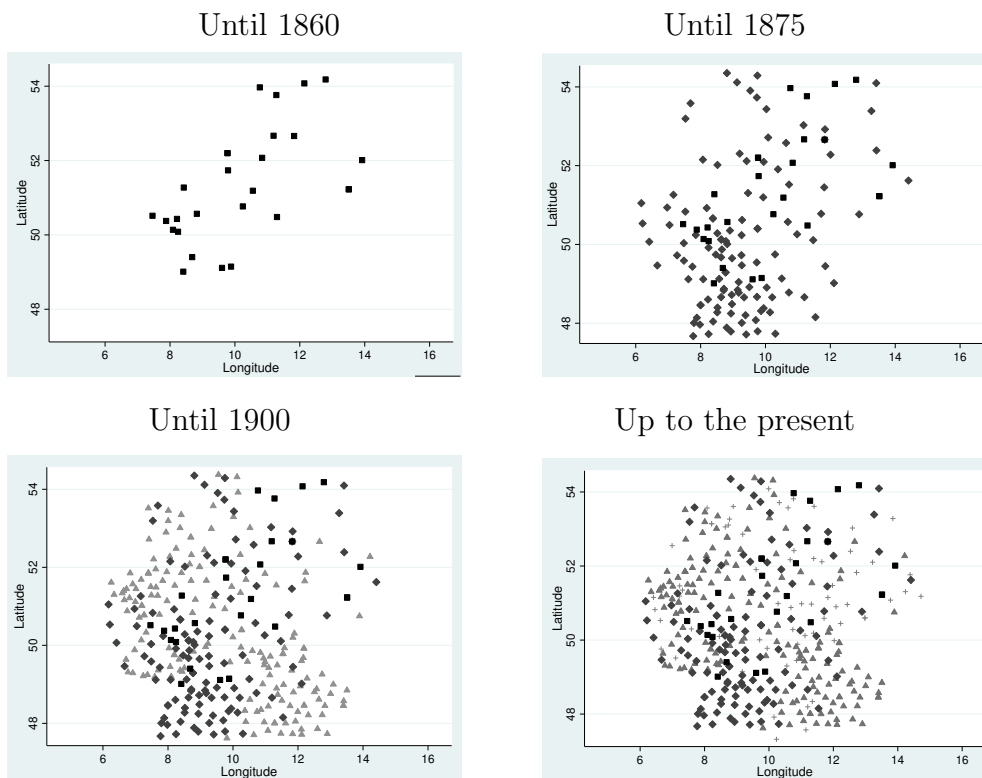 Until 1860
54
52
50
48
Latitude
6 8 10 12 14 16
Longitude
Until 1875
54
52
50
48
Latitude
6 8 10 12 14 16
Longitude
Until 1900
54
52
50
48
Latitude
6 8 10 12 14 16
Longitude
Up to the present
54
52
50
48
Latitude
6 8 10 12 14 16
Longitude